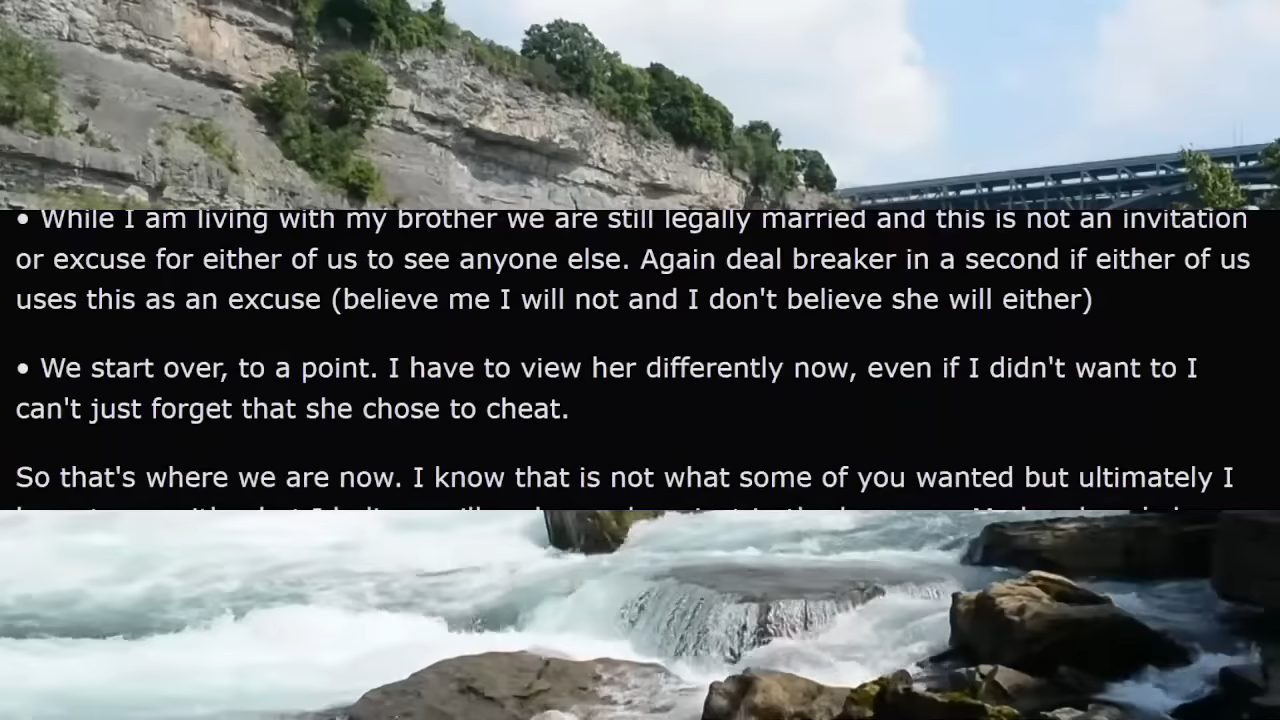 • While I am living with my brother we are still legally married and this is not an invitation
or excuse for either of us to see anyone else. Again deal breaker in a second if either of us
uses this as an excuse (believe me I will not and I don't believe she will either)
• We start over, to a point. I have to view her differently now, even if I didn't want to I
can't just forget that she chose to cheat.
So that's where we are now. I know that is not what some of you wanted but ultimately I